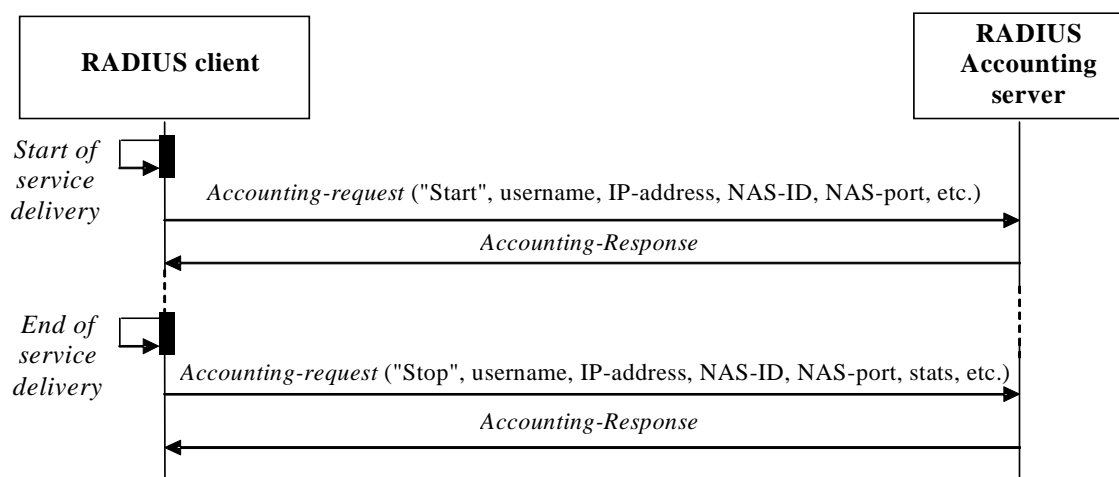 RADIUS client
RADIUS
Accounting
server
Start of
service
delivery
Accounting-request ("Start", username, IP-address, NAS-ID, NAS-port, etc.)
Accounting-Response
End of
service
delivery
Accounting-request ("Stop", username, IP-address, NAS-ID, NAS-port, stats, etc.)
Accounting-Response